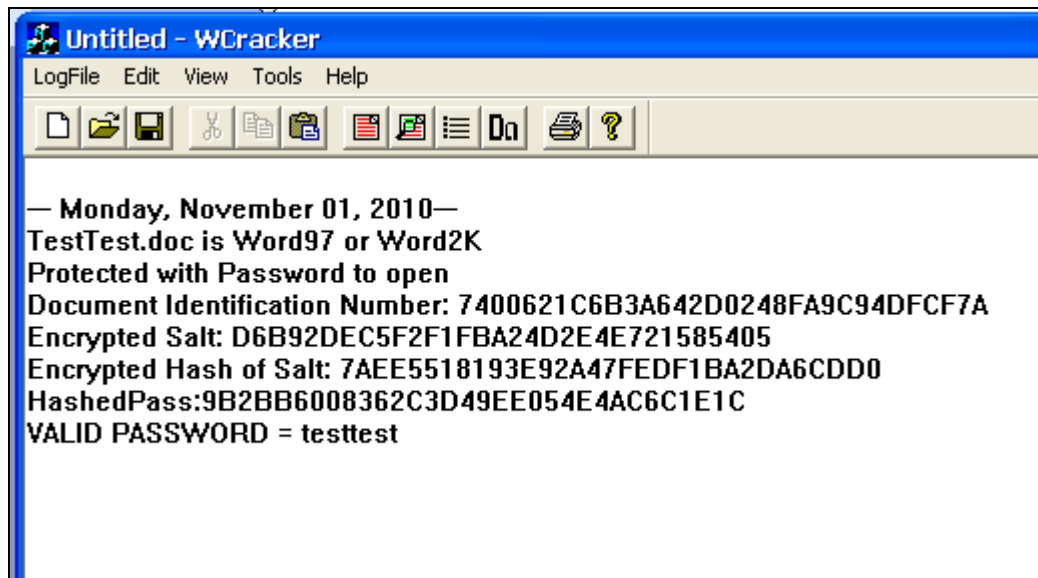 Untitled - WCracker
LogFile Edit View Tools Help
Dn
— Monday, November 01, 2010—
TestTest.doc is Word97 or Word2K
Protected with Password to open
Document Identification Number: 7400621C6B3A642D0248FA9C94DFCF7A
Encrypted Salt: D6B92DEC5F2F1FBA24D2E4E721585405
Encrypted Hash of Salt: 7AEE5518193E92A47FEDF1BA2DA6CDD0
HashedPass:9B2BB6008362C3D49EE054E4AC6C1E1C
VALID PASSWORD = testtest